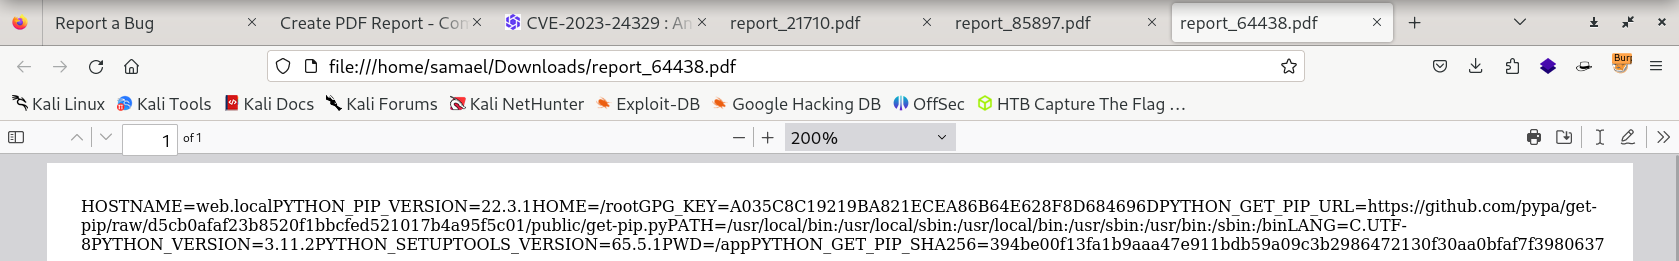 Report a Bug
Create PDF Report - Con
CVE-2023-24329 : An
report_21710.pdf
report_85897.pdf
report_64438.pdf
file:///home/samael/Downloads/report_64438.pdf
Burp
Kali Linux
Kali Tools
Kali Docs
Kali Forums
Kali NetHunter
Exploit-DB
Google Hacking DB
OffSec
HTB Capture The Flag …
1
of 1
200%
HOSTNAME=web.localPYTHON_PIP_VERSION=22.3.1HOME=/rootGPG_KEY=A035C8C19219BA821ECEA86B64E628F8D684696DPYTHON_GET_PIP_URL=https://github.com/pypa/get-
pip/raw/d5cb0afaf23b8520f1bbcfed521017b4a95f5c01/public/get-pip.pyPATH=/usr/local/bin:/usr/local/sbin:/usr/local/bin:/usr/sbin:/usr/bin:/sbin:/binLANG=C.UTF-
8PYTHON_VERSION=3.11.2PYTHON_SETUPTOOLS_VERSION=65.5.1PWD=/appPYTHON_GET_PIP_SHA256=394be00f13fa1b9aaa47e911bdb59a09c3b2986472130f30aa0bfaf7f3980637